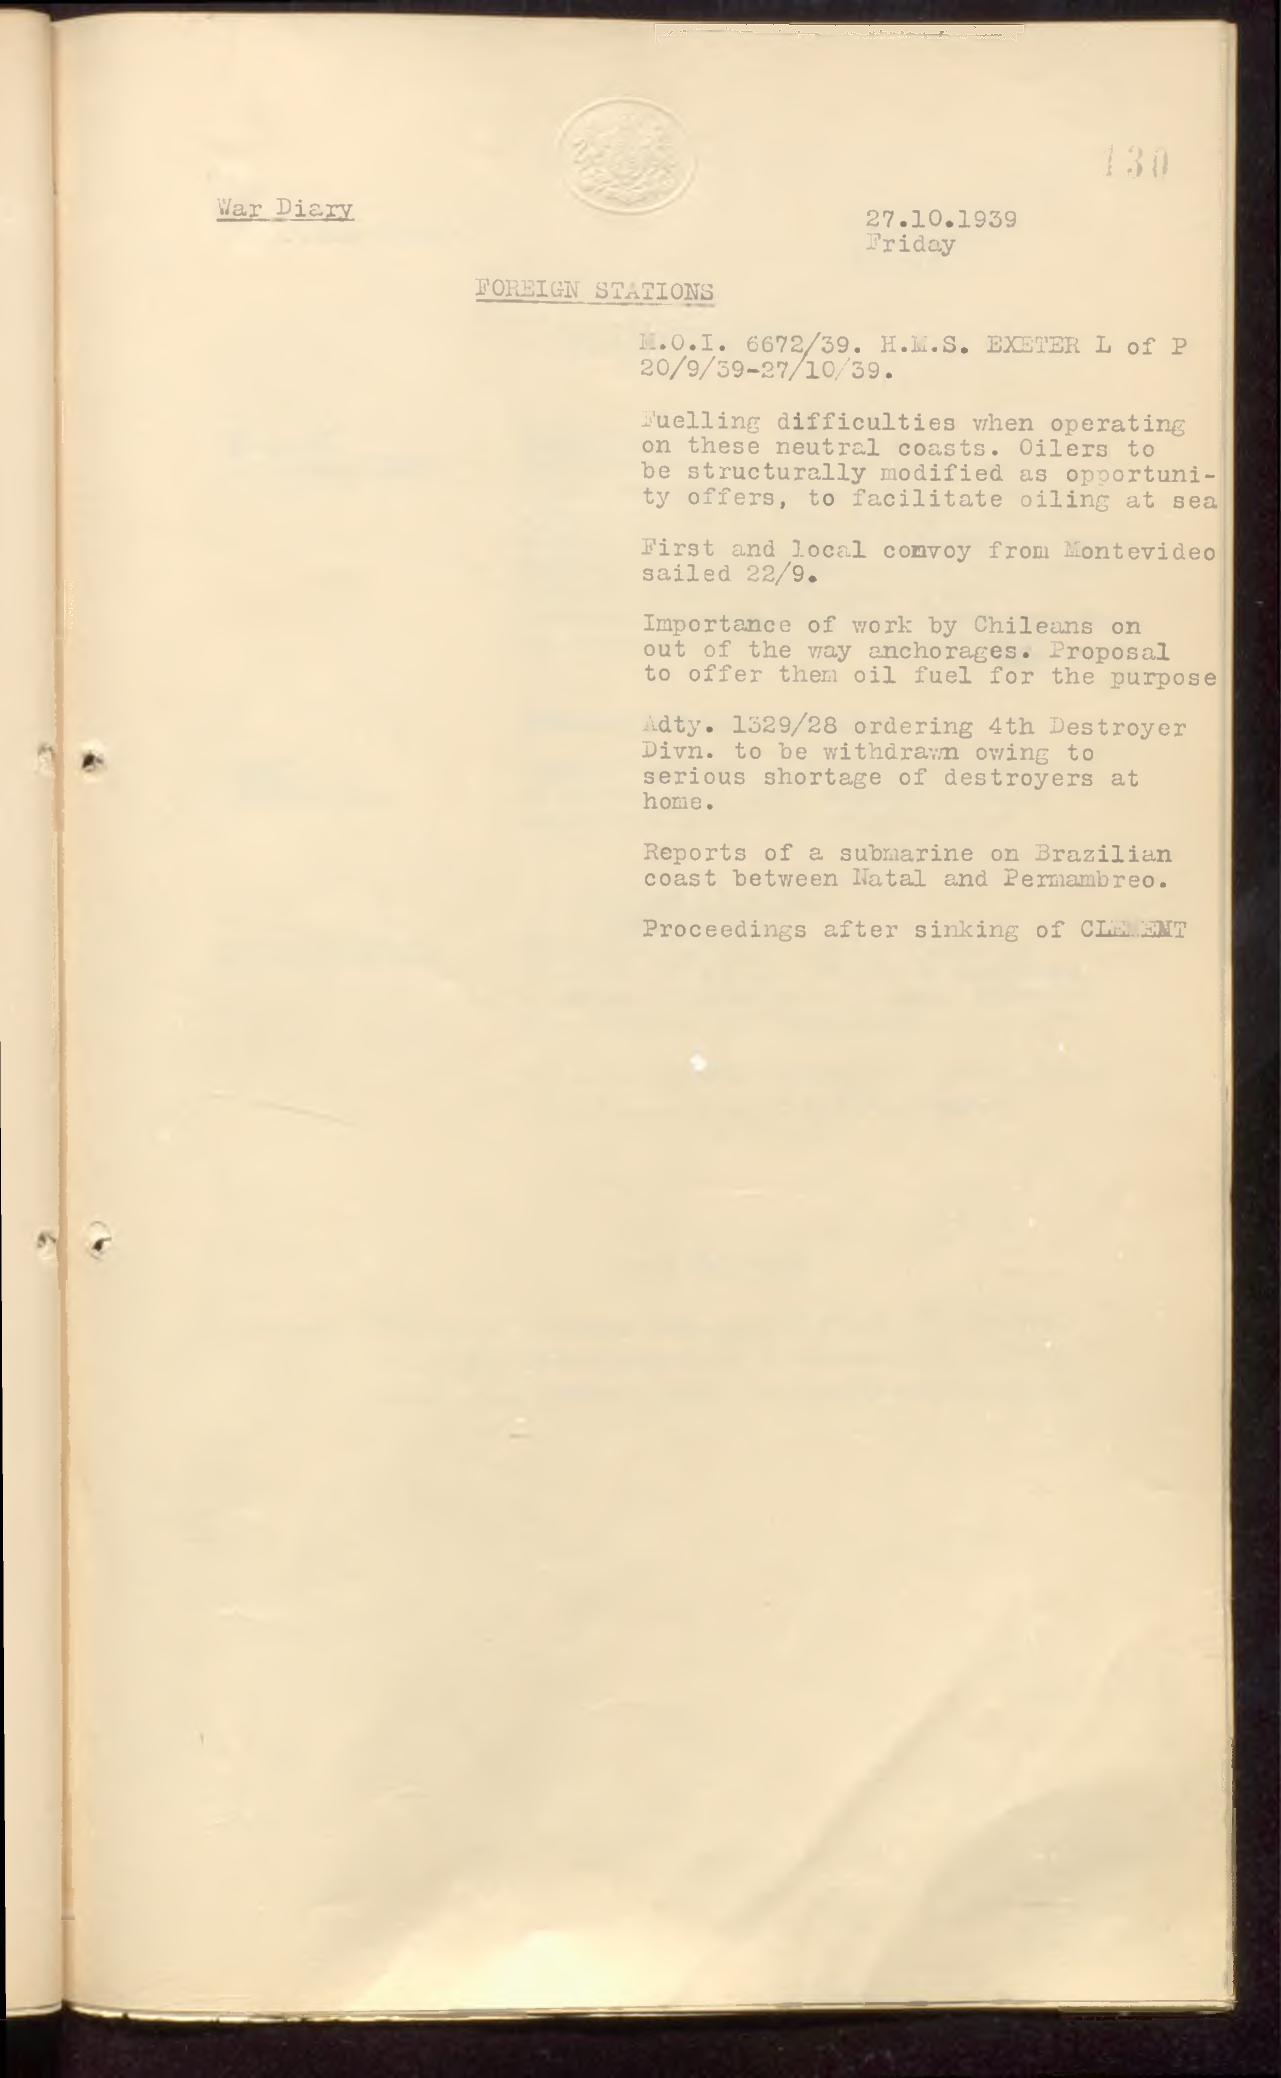 130
War Diary
27.10.1939
Friday
FOREIGN STATIONS
M.O.I. 6672/39. H.M.S. EXETER L of P
20/9/39-27/10/39.
Fuelling difficulties when operating
on these neutral coasts. Oilers to
be structurally modified as opportuni-
ty offers, to facilitate oiling at sea
First and local convoy from Montevideo
sailed 22/9.
Importance of work by Chileans on
out of the way anchorages. Proposal
to offer them oil fuel for the purpose
Adty. 1329/28 ordering 4th Destroyer
Divn. to be withdrawn owing to
serious shortage of destroyers at
home.
Reports of a submarine on Brazilian
coast between Natal and Permambreo.
Proceedings after sinking of CLEMENT